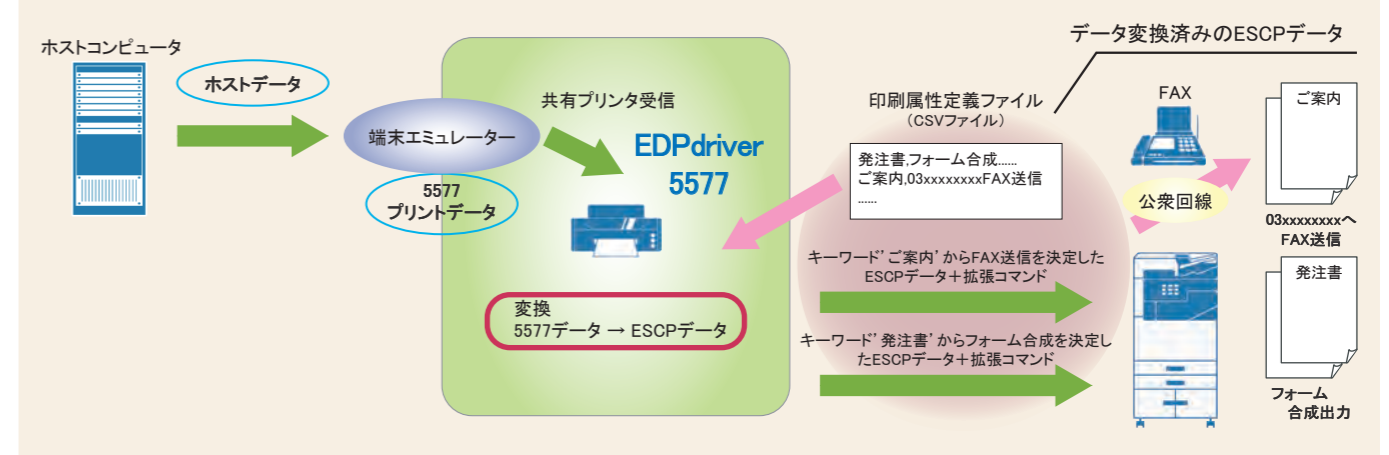 ホストコンピュータ
ホストデータ
端末エミュレーター
5577
プリントデータ
共有プリンタ受信
EDPdriver
5577
変換
5577データ → ESCPデータ
データ変換済みのESCPデータ
印刷属性定義ファイル
（CSVファイル）
発注書,フォーム合成......
ご案内,03xxxxxxxxFAX送信
......
キーワード’ご案内’からFAX送信を決定した
ESCPデータ＋拡張コマンド
キーワード’発注書’からフォーム合成を決定し
たESCPデータ＋拡張コマンド
FAX
公衆回線
ご案内
03xxxxxxxxへ
FAX送信
発注書
フォーム
合成出力